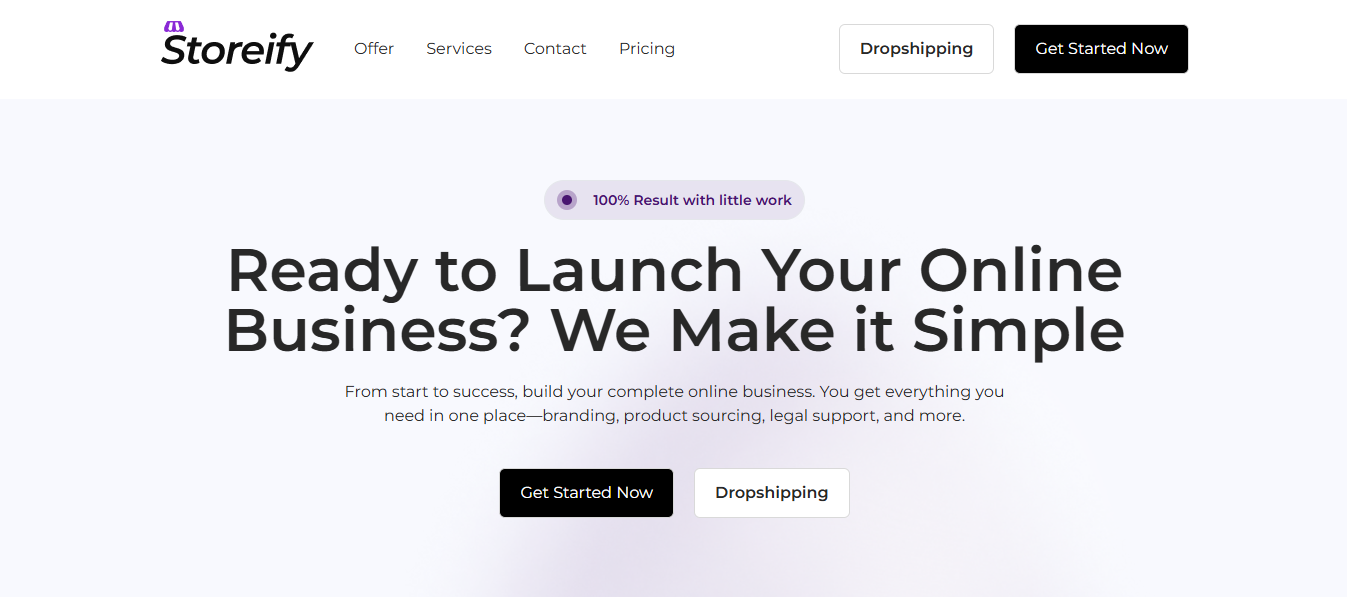 Storeify
Offer
Services
Contact
Pricing
Dropshipping
Get Started Now
100% Result with little work
Ready to Launch Your Online
Business? We Make it Simple
From start to success, build your complete online business. You get everything you
need in one place—branding, product sourcing, legal support, and more.
Get Started Now
Dropshipping